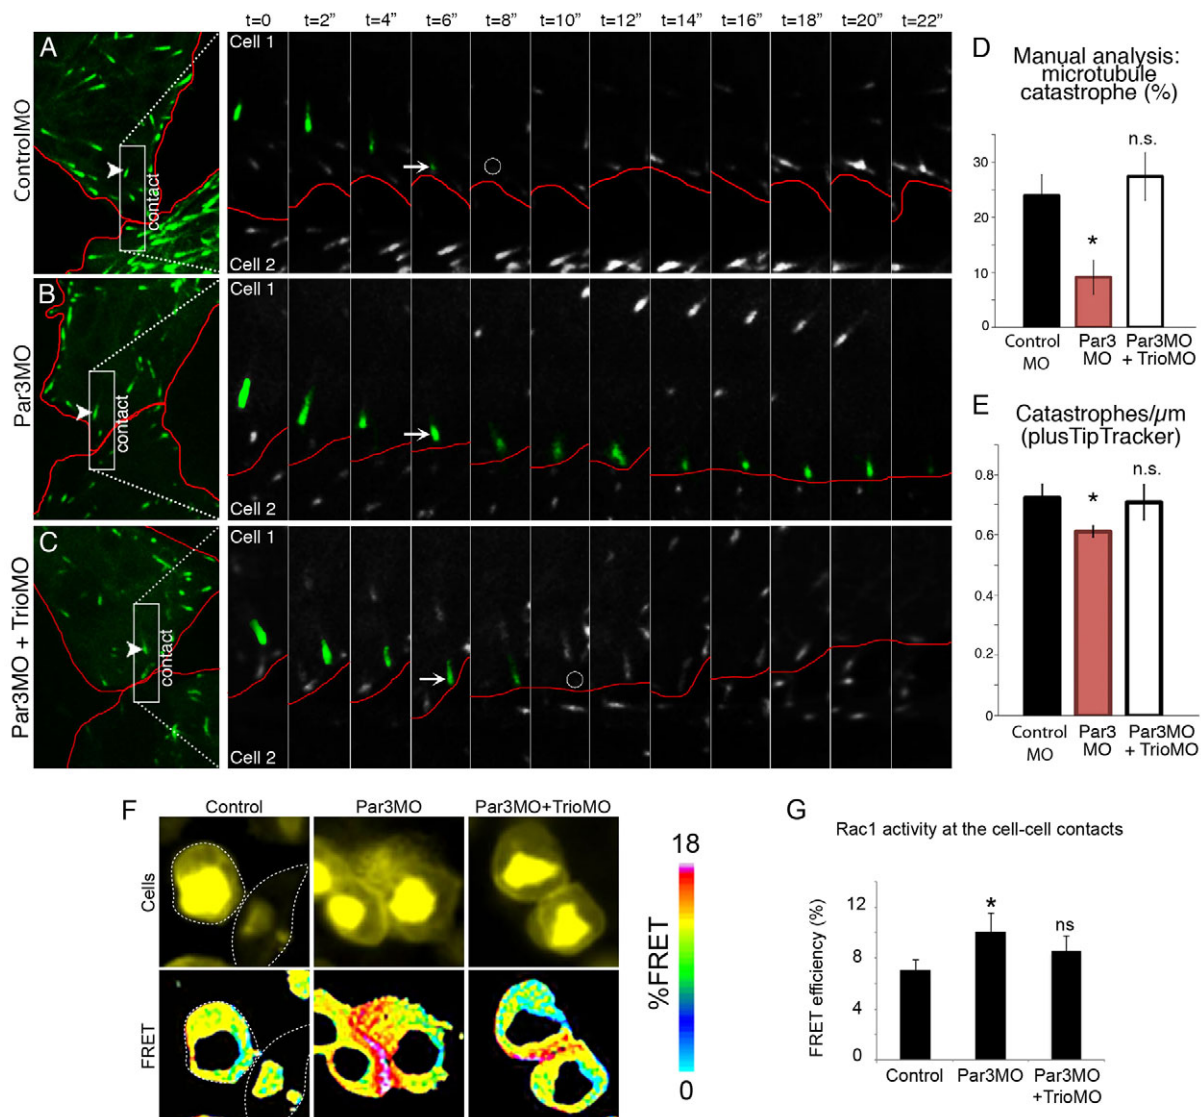 t=0 t=2” t=4” t=6” t=8” t=10” t=12” t=14” t=16” t=18” t=20” t=22”
A
ControlMO
contact
Cell 1
Cell 2
B
Par3MO
contact
Cell 1
Cell 2
C
Par3MO + TrioMO
contact
Cell 1
Cell 2
D
Manual analysis:
microtubule
catastrophe (%)
n.s.
*
30
20
10
0
Control
MO
Par3
MO
Par3MO
+ TrioMO
E
Catastrophes/µm
(plusTipTracker)
n.s.
*
0.8
0.6
0.4
0.2
0
Control
MO
Par3
MO
Par3MO
+ TrioMO
F
Control Par3MO Par3MO+TrioMO
Cells
FRET
18
%FRET
0
G
Rac1 activity at the cell-cell contacts
FRET efficiency (%)
12
8
4
0
*
ns
Control Par3MO Par3MO
+TrioMO